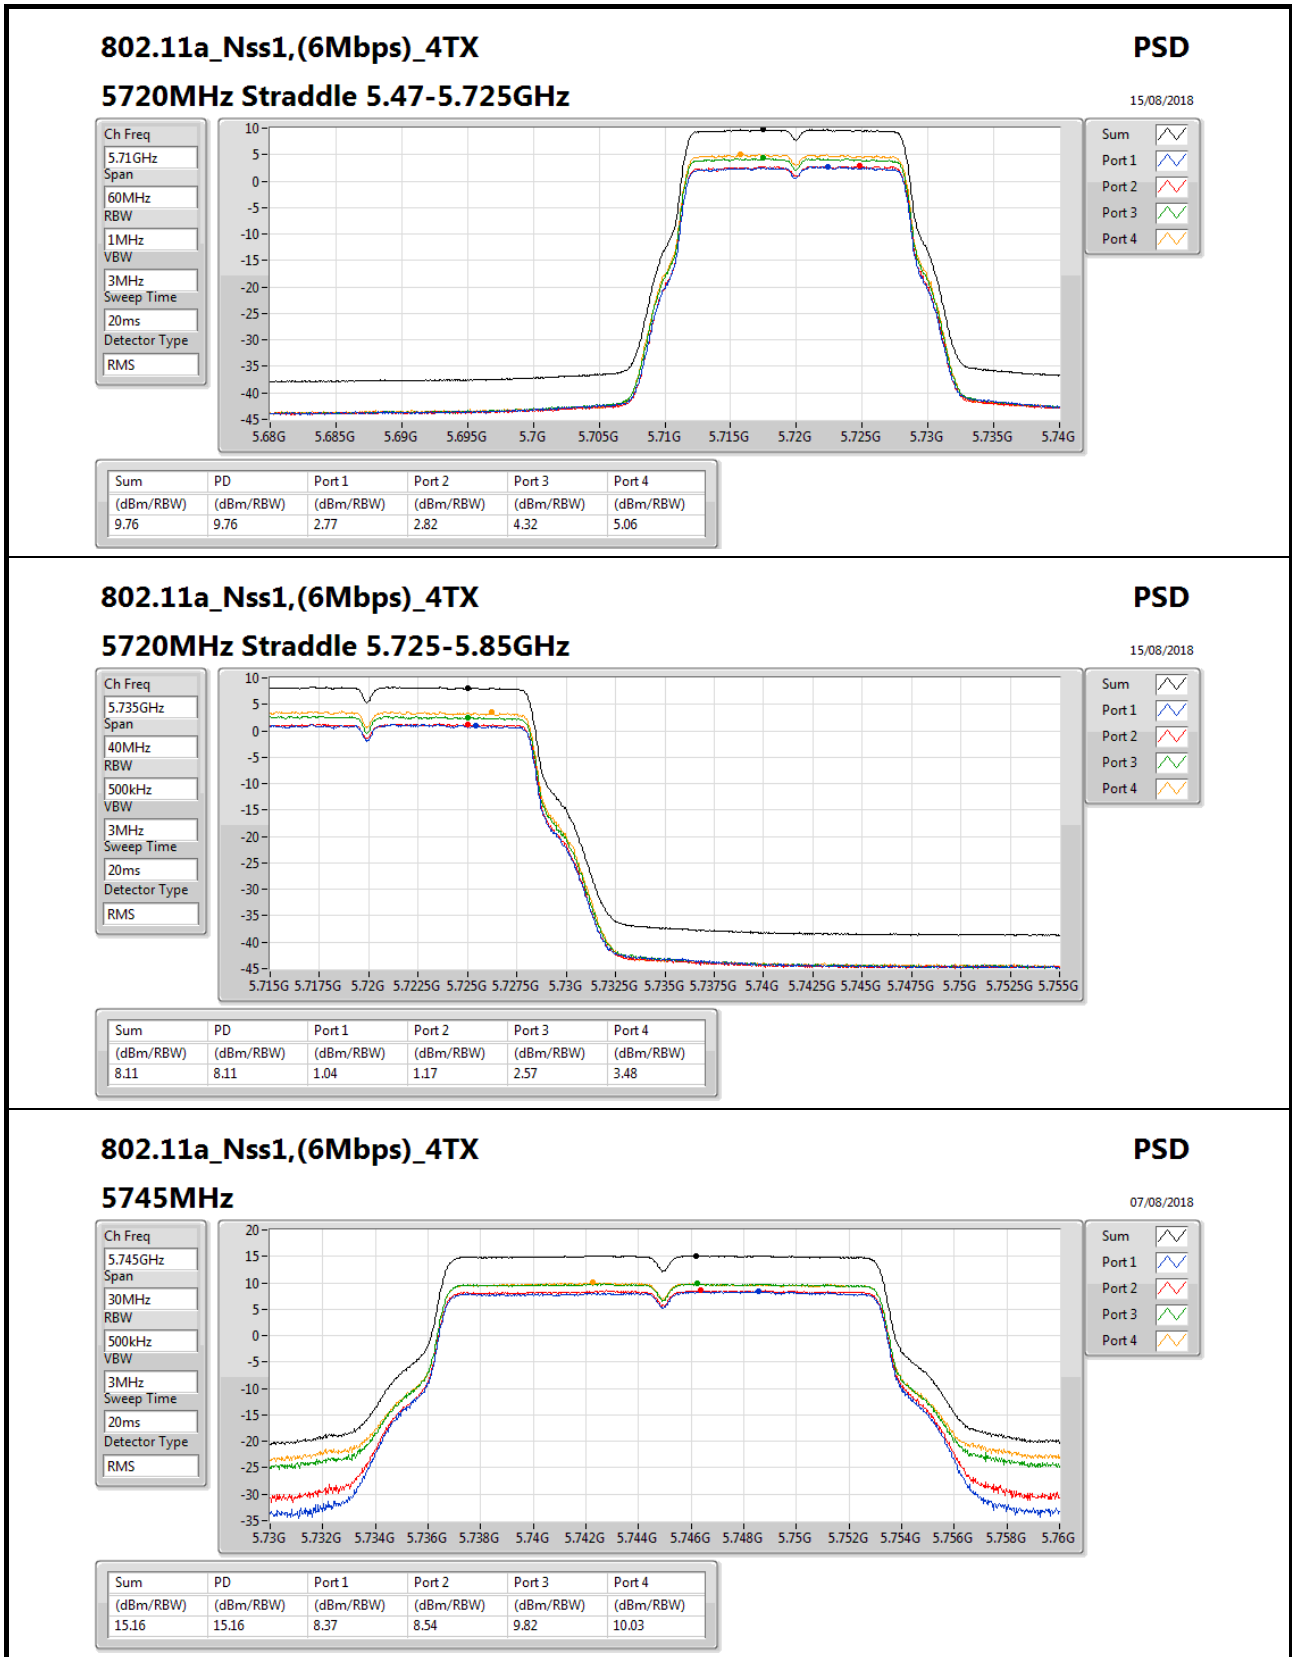 802.11a_Nss1,(6Mbps)_4TX PSD
5720MHz Straddle 5.47-5.725GHz 15/08/2018
Ch Freq
5.71GHz
Span
60MHz
RBW
1MHz
VBW
3MHz
Sweep Time
20ms
Detector Type
RMS
10
5
0
-5
-10
-15
-20
-25
-30
-35
-40
-45
5.68G 5.685G 5.69G 5.695G 5.7G 5.705G 5.71G 5.715G 5.72G 5.725G 5.73G 5.735G 5.74G
Sum
Port 1
Port 2
Port 3
Port 4
Sum PD Port 1 Port 2 Port 3 Port 4
(dBm/RBW) (dBm/RBW) (dBm/RBW) (dBm/RBW) (dBm/RBW) (dBm/RBW)
9.76 9.76 2.77 2.82 4.32 5.06
802.11a_Nss1,(6Mbps)_4TX PSD
5720MHz Straddle 5.725-5.85GHz 15/08/2018
Ch Freq
5.735GHz
Span
40MHz
RBW
500kHz
VBW
3MHz
Sweep Time
20ms
Detector Type
RMS
10
5
0
-5
-10
-15
-20
-25
-30
-35
-40
-45
5.715G 5.7175G 5.72G 5.7225G 5.725G 5.7275G 5.73G 5.7325G 5.735G 5.7375G 5.74G 5.7425G 5.745G 5.7475G 5.75G 5.7525G 5.755G
Sum
Port 1
Port 2
Port 3
Port 4
Sum PD Port 1 Port 2 Port 3 Port 4
(dBm/RBW) (dBm/RBW) (dBm/RBW) (dBm/RBW) (dBm/RBW) (dBm/RBW)
8.11 8.11 1.04 1.17 2.57 3.48
802.11a_Nss1,(6Mbps)_4TX PSD
5745MHz 07/08/2018
Ch Freq
5.745GHz
Span
30MHz
RBW
500kHz
VBW
3MHz
Sweep Time
20ms
Detector Type
RMS
20
15
10
5
0
-5
-10
-15
-20
-25
-30
-35
5.73G 5.732G 5.734G 5.736G 5.738G 5.74G 5.742G 5.744G 5.746G 5.748G 5.75G 5.752G 5.754G 5.756G 5.758G 5.76G
Sum
Port 1
Port 2
Port 3
Port 4
Sum PD Port 1 Port 2 Port 3 Port 4
(dBm/RBW) (dBm/RBW) (dBm/RBW) (dBm/RBW) (dBm/RBW) (dBm/RBW)
15.16 15.16 8.37 8.54 9.82 10.03